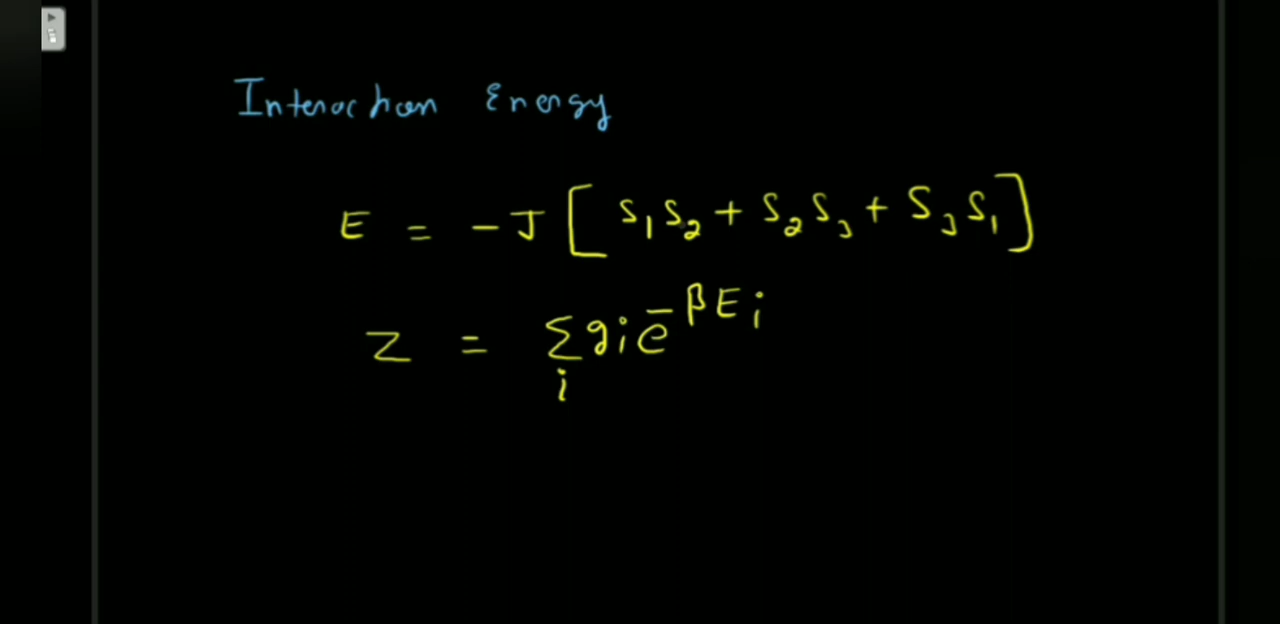 Interaction Energy
E = -J [ S₁S₂ + S₂S₃ + S₃S₁ ]
Z = Σᵢ gᵢ e^(-βEᵢ)